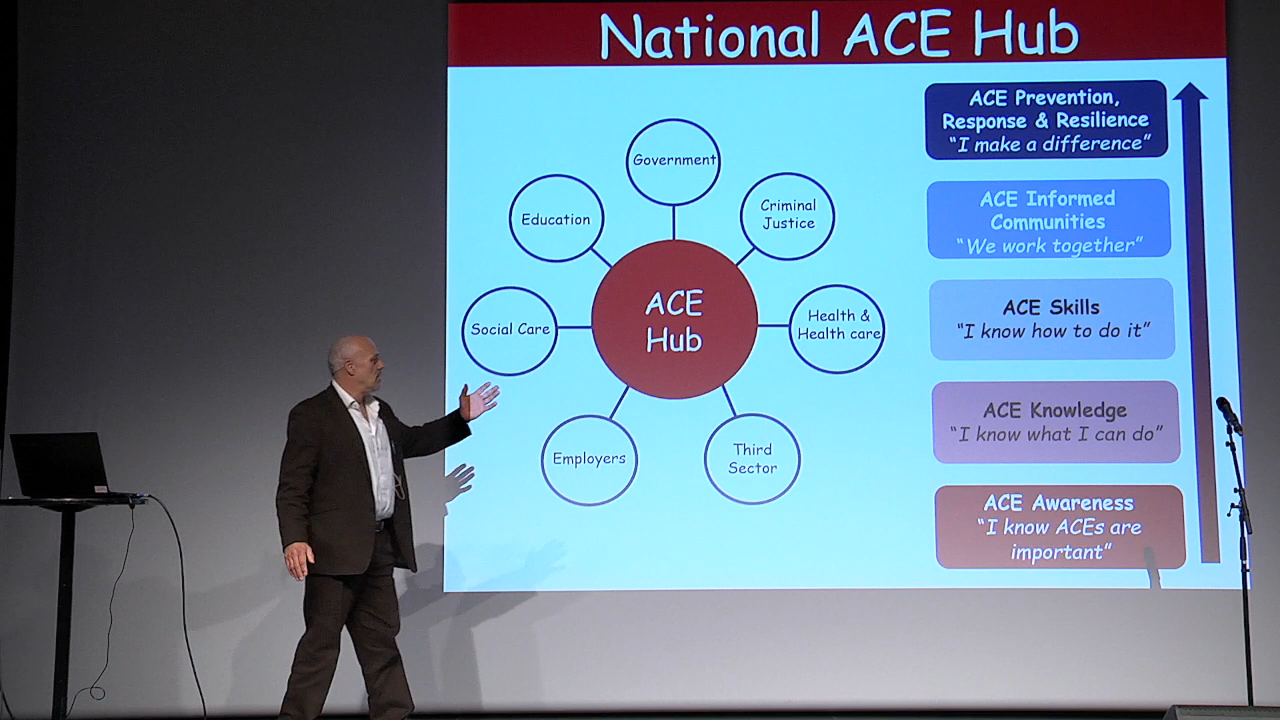 National ACE Hub
Government
Education
Criminal
Justice
Social Care
ACE
Hub
Health &
Health care
Employers
Third
Sector
ACE Prevention,
Response & Resilience
“I make a difference”
ACE Informed
Communities
“We work together”
ACE Skills
“I know how to do it”
ACE Knowledge
“I know what I can do”
ACE Awareness
“I know ACEs are
important”